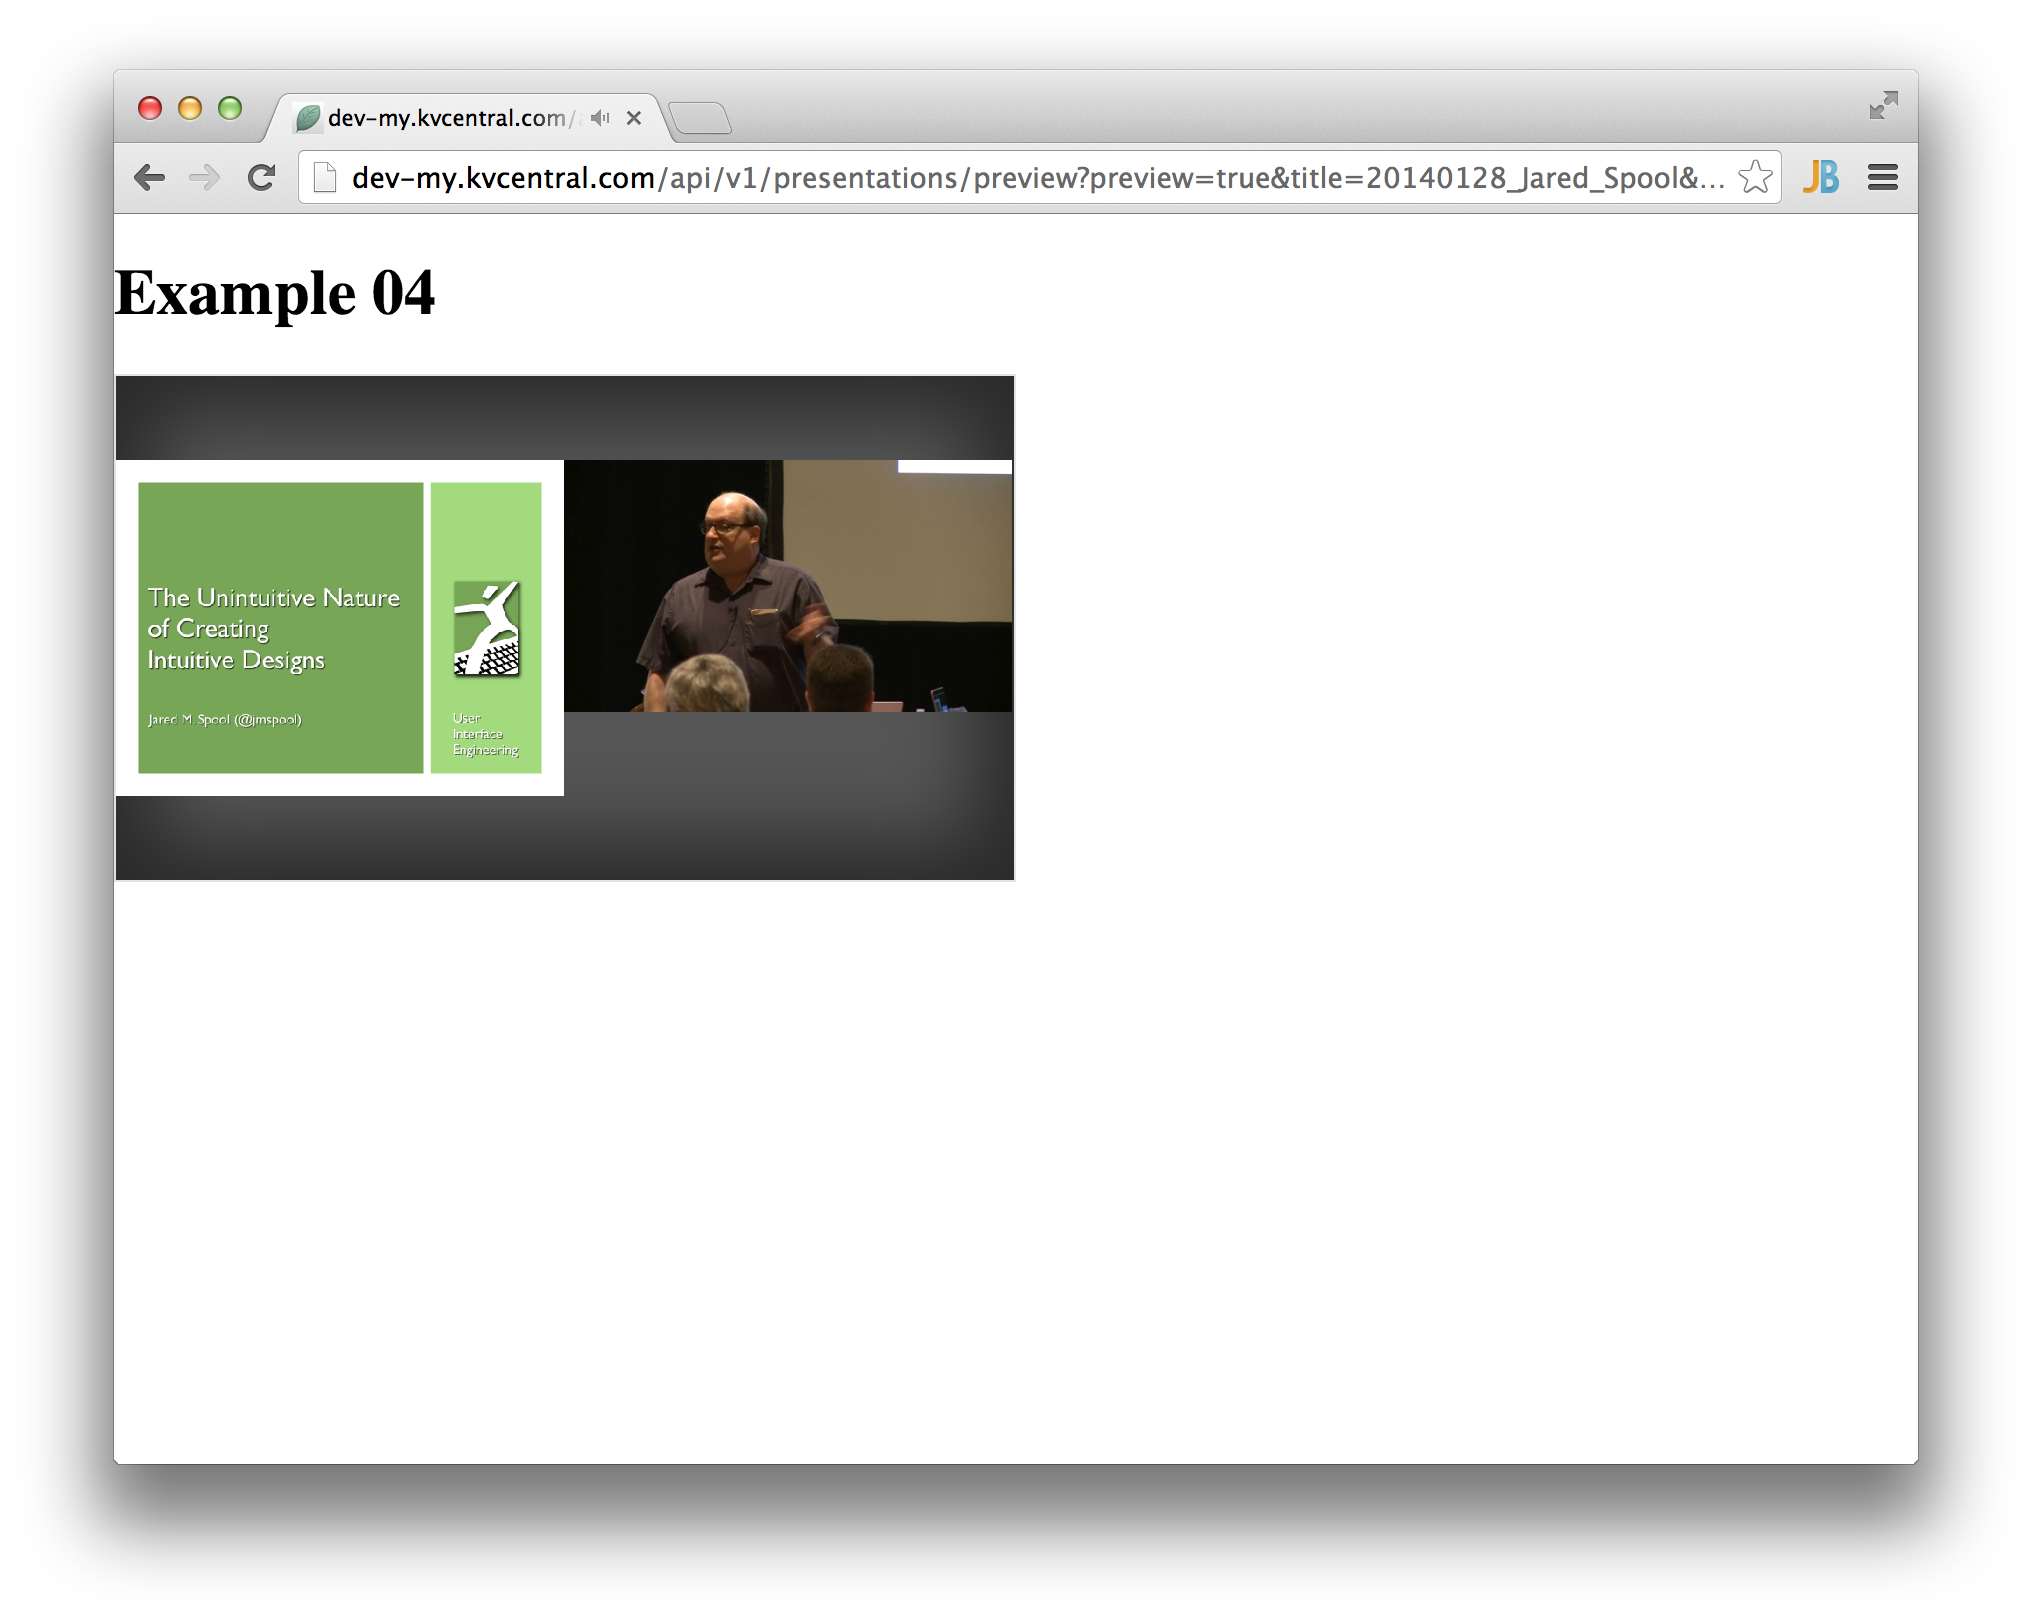 dev-my.kvcentral.com/
dev-my.kvcentral.com/api/v1/presentations/preview?preview=true&title=20140128_Jared_Spool&...
JB
Example 04
The Unintuitive Nature
of Creating
Intuitive Designs
Jared M. Spool (@jmspool)
User
Interface
Engineering